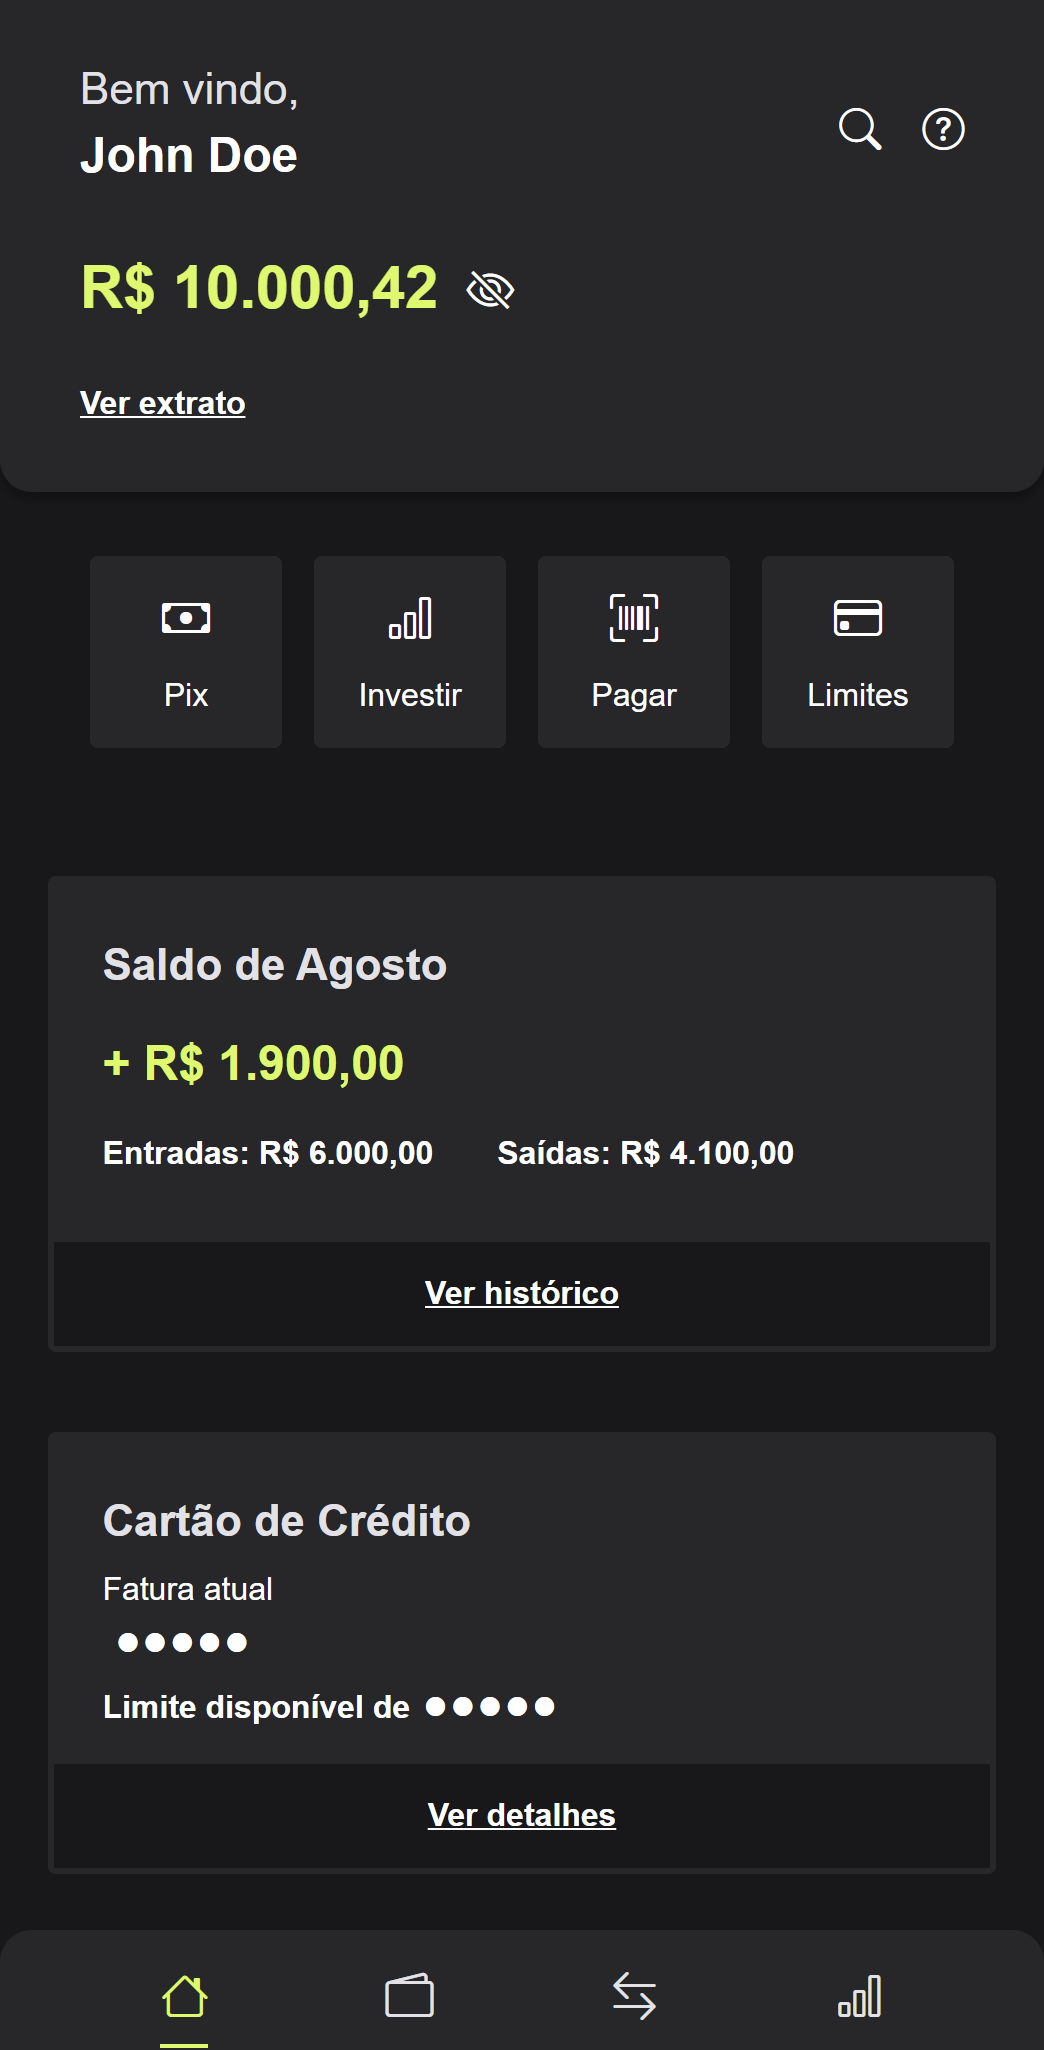 Bem vindo,
John Doe
R$ 10.000,42
Ver extrato
Pix
Investir
Pagar
Limites
Saldo de Agosto
+ R$ 1.900,00
Entradas: R$ 6.000,00 Saídas: R$ 4.100,00
Ver histórico
Cartão de Crédito
Fatura atual
●●●●●
Limite disponível de ●●●●●
Ver detalhes